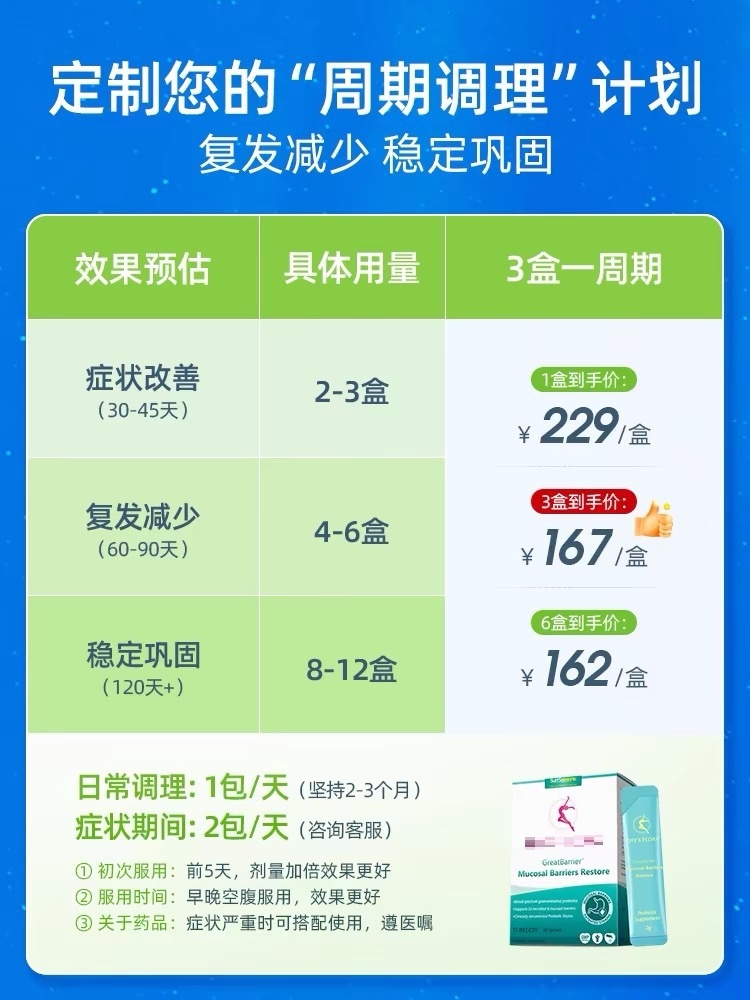 定制您的“周期调理”计划
复发减少 稳定巩固
效果预估 具体用量 3盒一周期
症状改善
(30-45天)
2-3盒
1盒到手价:
¥ 229/盒
复发减少
(60-90天)
4-6盒
3盒到手价:
¥ 167/盒
稳定巩固
(120天+)
8-12盒
6盒到手价:
¥ 162/盒
日常调理: 1包/天(坚持2-3个月)
症状期间: 2包/天(咨询客服)
① 初次服用: 前5天，剂量加倍效果更好
② 服用时间: 早晚空腹服用，效果更好
③ 关于药品: 症状严重时可搭配使用，遵医嘱
GreatBarrier
Mucosal Barriers Restore